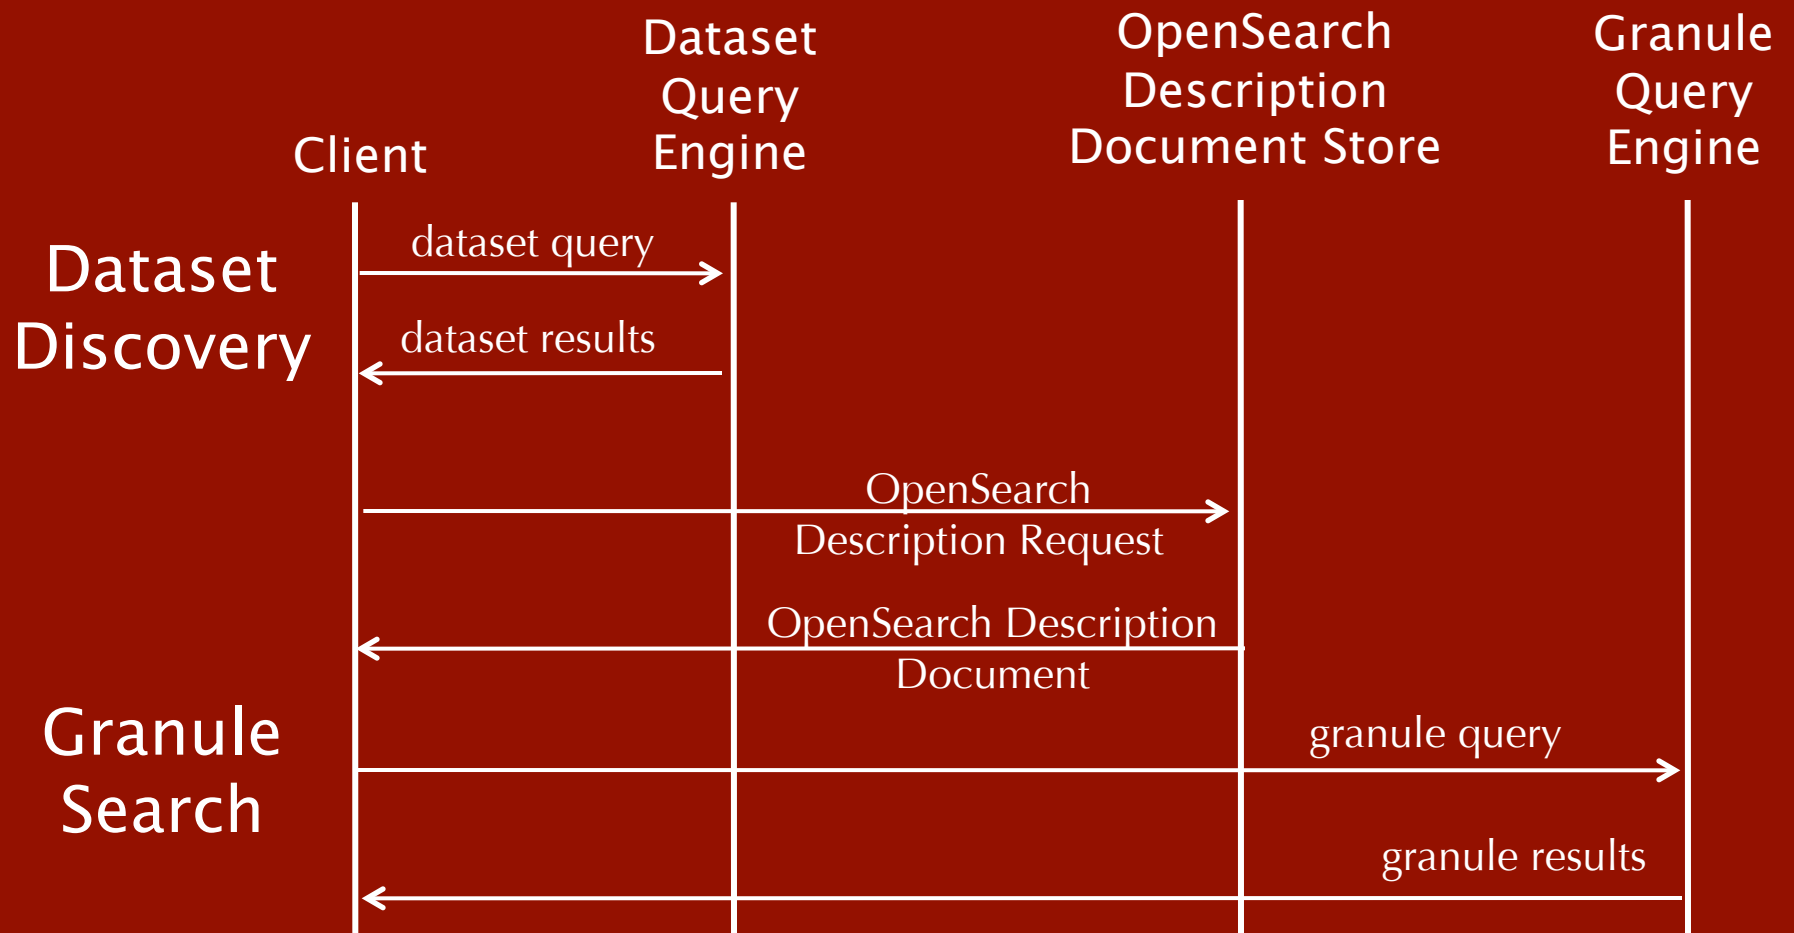 Client
Dataset
Query
Engine
OpenSearch
Description
Document Store
Granule
Query
Engine
Dataset
Discovery
dataset query
dataset results
OpenSearch
Description Request
OpenSearch Description
Document
Granule
Search
granule query
granule results